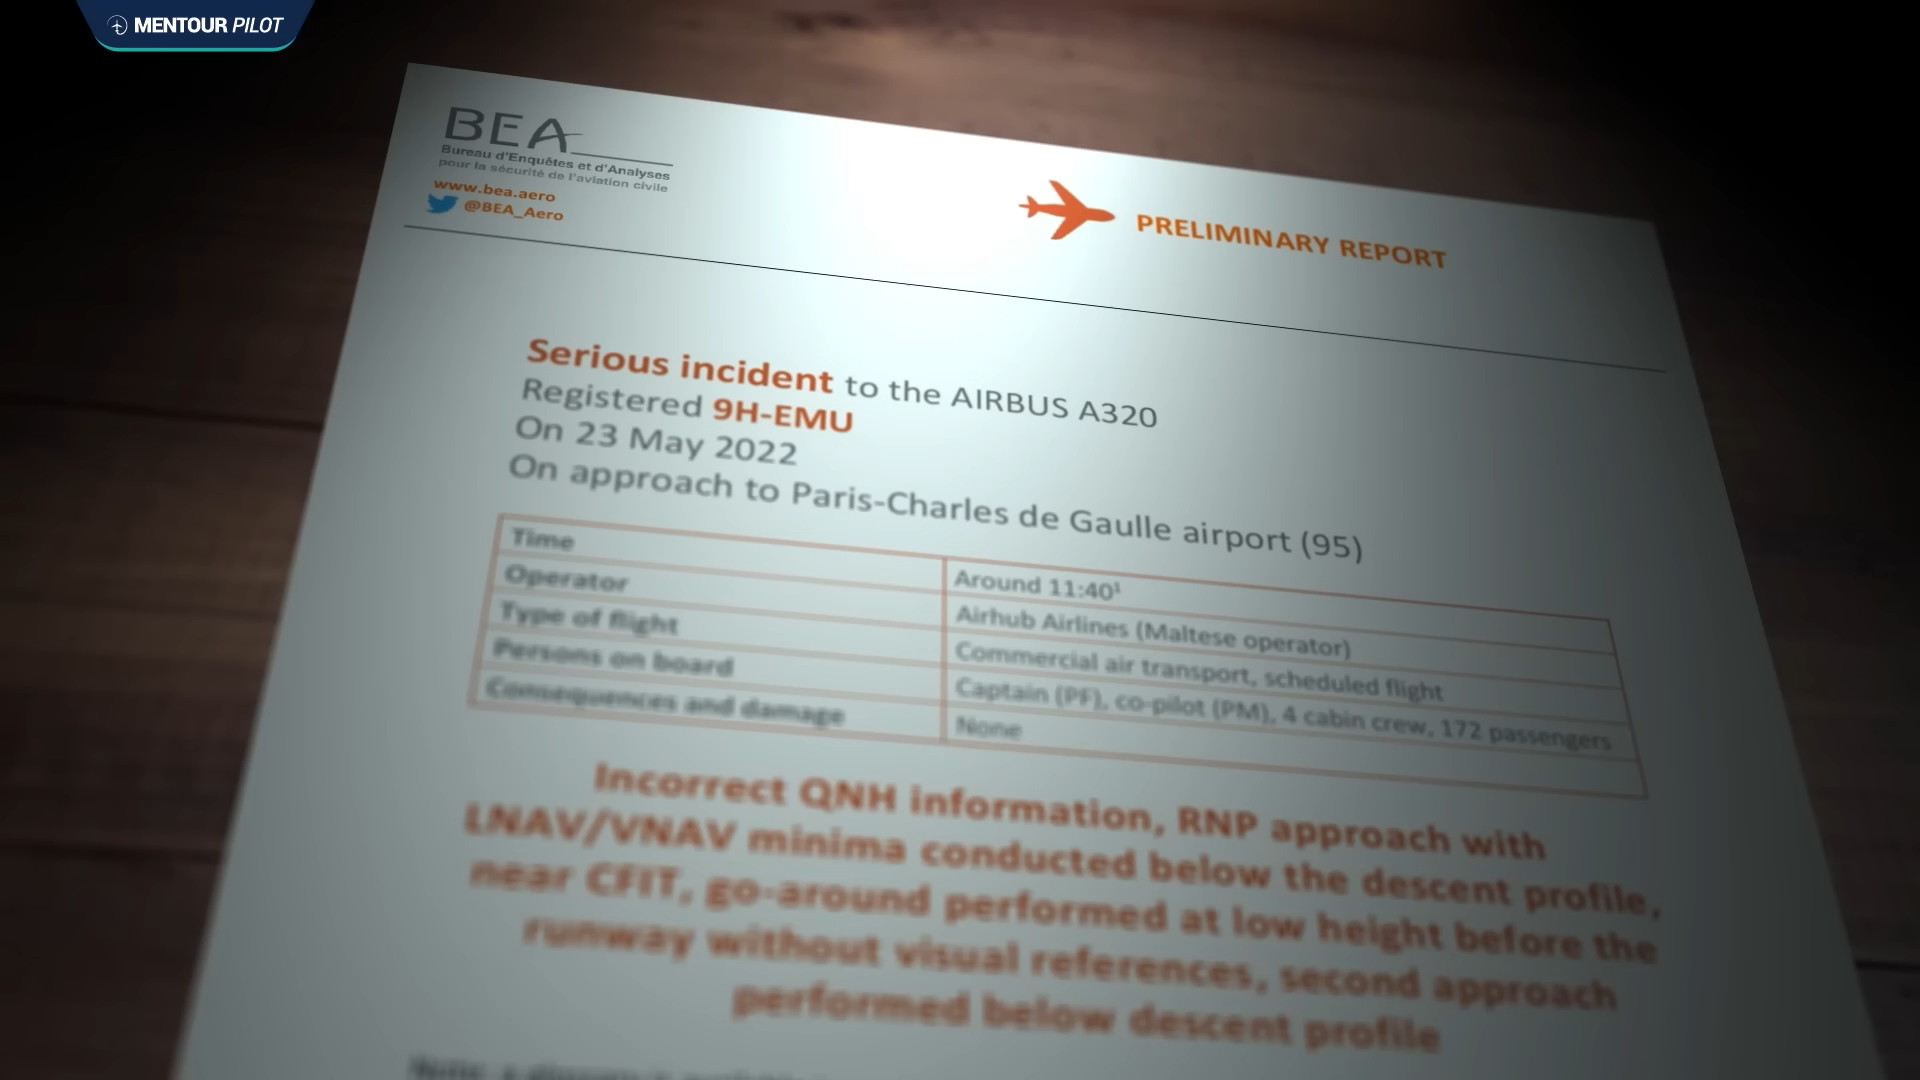 MENTOUR PILOT
BEA
Bureau d'Enquêtes et d'Analyses
pour la sécurité de l'aviation civile
www.bea.aero
@BEA_Aero
PRELIMINARY REPORT
Serious incident to the AIRBUS A320
Registered 9H-EMU
On 23 May 2022
On approach to Paris-Charles de Gaulle airport (95)
Time Around 11:40¹
Operator Airhub Airlines (Maltese operator)
Type of flight Commercial air transport, scheduled flight
Persons on board Captain (PF), co-pilot (PM), 4 cabin crew, 172 passengers
Consequences and damage None
Incorrect QNH information, RNP approach with
LNAV/VNAV minima conducted below the descent profile,
near CFIT, go-around performed at low height before the
runway without visual references, second approach
performed below descent profile